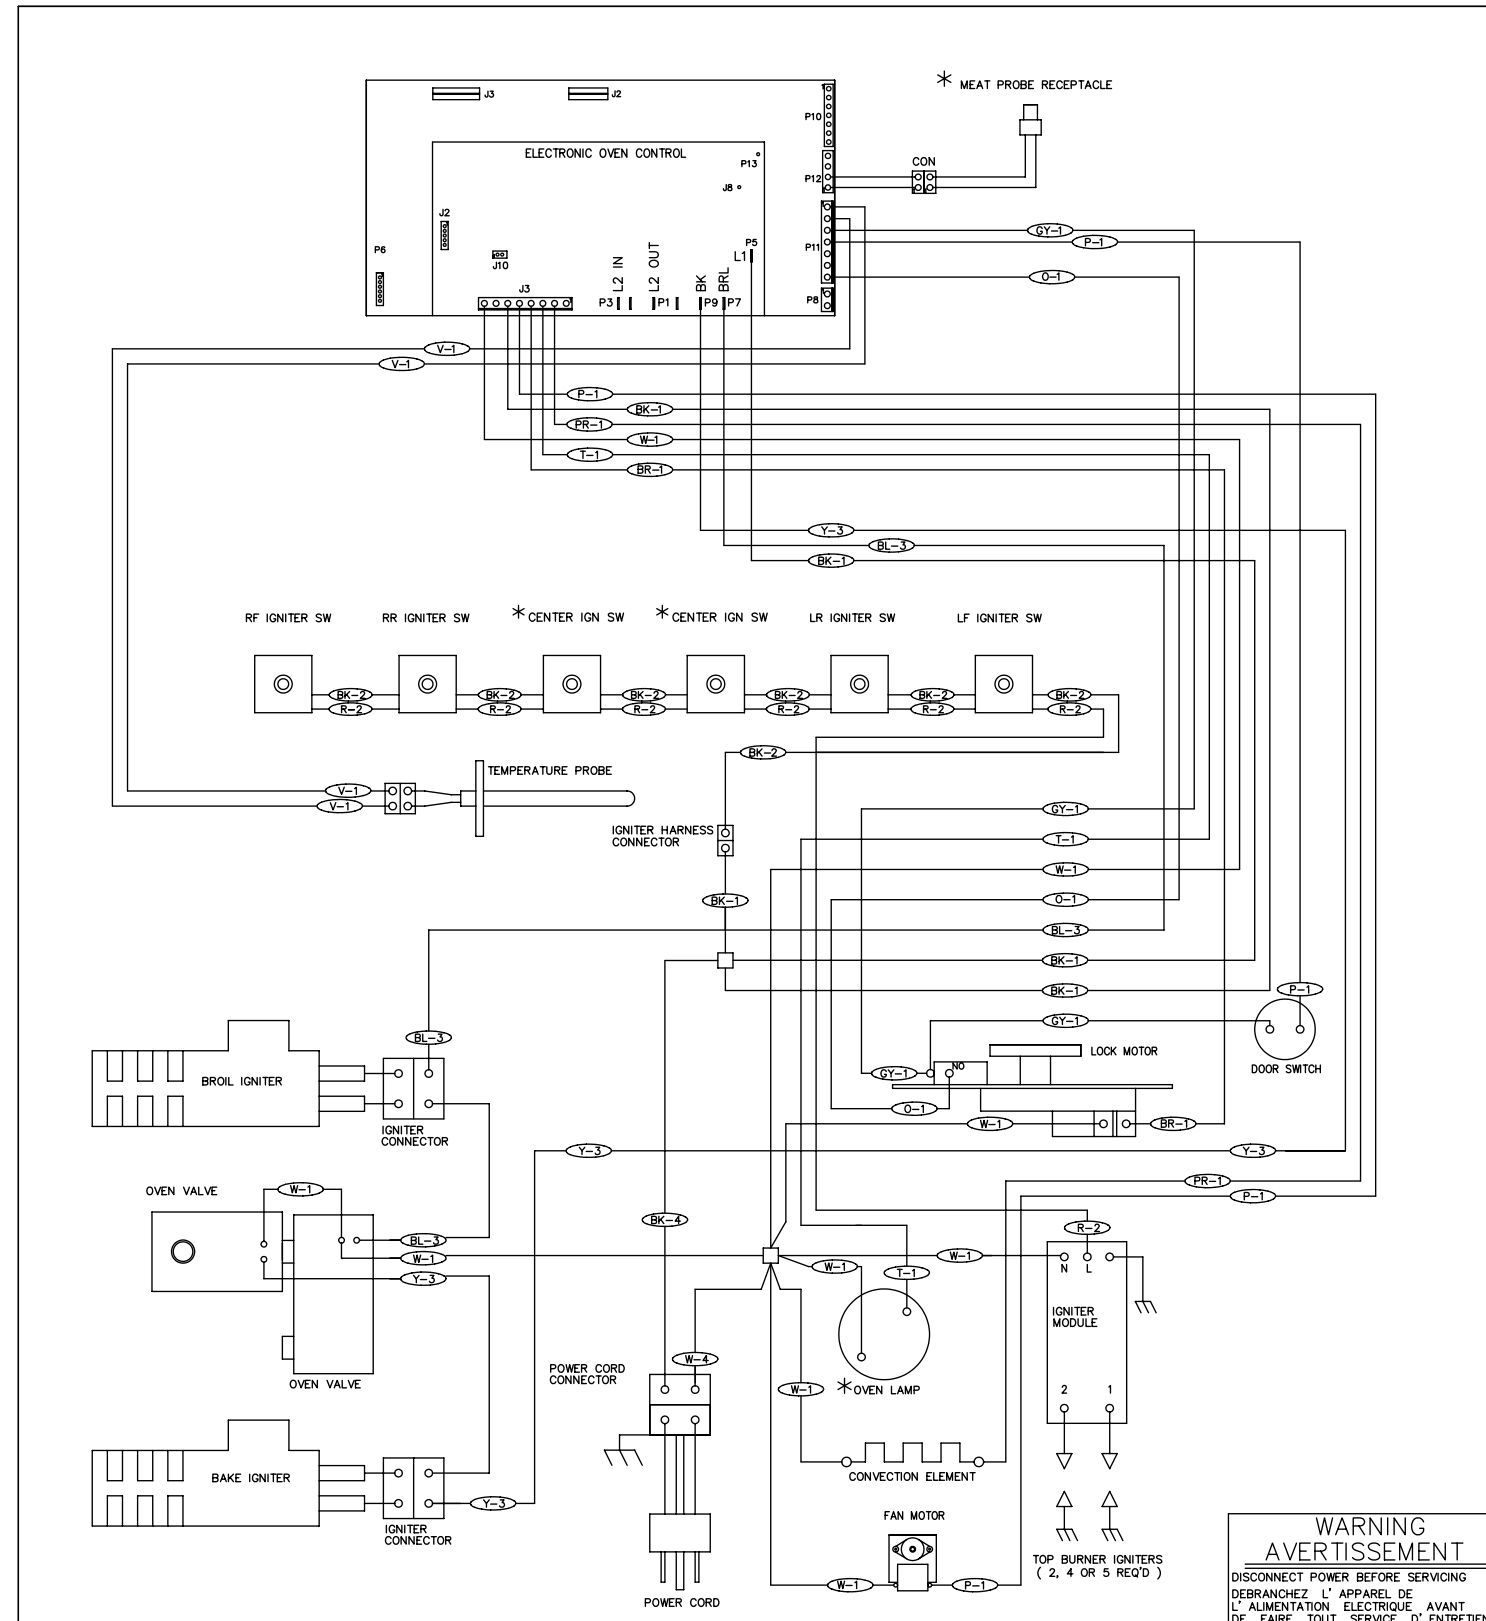 J3
J2
* MEAT PROBE RECEPTACLE
P10
ELECTRONIC OVEN CONTROL
P13
CON
J8
P12
J2
P6
J10
P5
L1
P11
GY-1
P-1
O-1
J3
L2 IN
L2 OUT
BK
BRL
P3
P1
P9
P7
P8
V-1
V-1
P-1
BK-1
PR-1
W-1
T-1
BR-1
Y-3
BL-3
BK-1
RF IGNITER SW
RR IGNITER SW
* CENTER IGN SW
* CENTER IGN SW
LR IGNITER SW
LF IGNITER SW
BK-2
BK-2
BK-2
BK-2
BK-2
BK-2
R-2
R-2
R-2
R-2
R-2
R-2
BK-2
TEMPERATURE PROBE
V-1
V-1
IGNITER HARNESS
CONNECTOR
GY-1
T-1
W-1
BK-1
O-1
BL-3
BK-1
BK-1
P-1
GY-1
BL-3
LOCK MOTOR
NO
DOOR SWITCH
GY-1
BROIL IGNITER
O-1
W-1
BR-1
IGNITER
CONNECTOR
Y-3
Y-3
OVEN VALVE
W-1
PR-1
P-1
BK-4
R-2
BL-3
W-1
W-1
W-1
T-1
Y-3
N
L
IGNITER
MODULE
W-4
POWER CORD
CONNECTOR
OVEN VALVE
W-1
* OVEN LAMP
2
1
BAKE IGNITER
CONVECTION ELEMENT
Y-3
IGNITER
CONNECTOR
FAN MOTOR
TOP BURNER IGNITERS
( 2, 4 OR 5 REQ'D )
W-1
P-1
POWER CORD
WARNING
AVERTISSEMENT
DISCONNECT POWER BEFORE SERVICING
DEBRANCHEZ L' APPAREL DE
L' ALIMENTATION ELECTRIQUE AVANT
DE FAIRE TOUT SERVICE D' ENTRETIEN